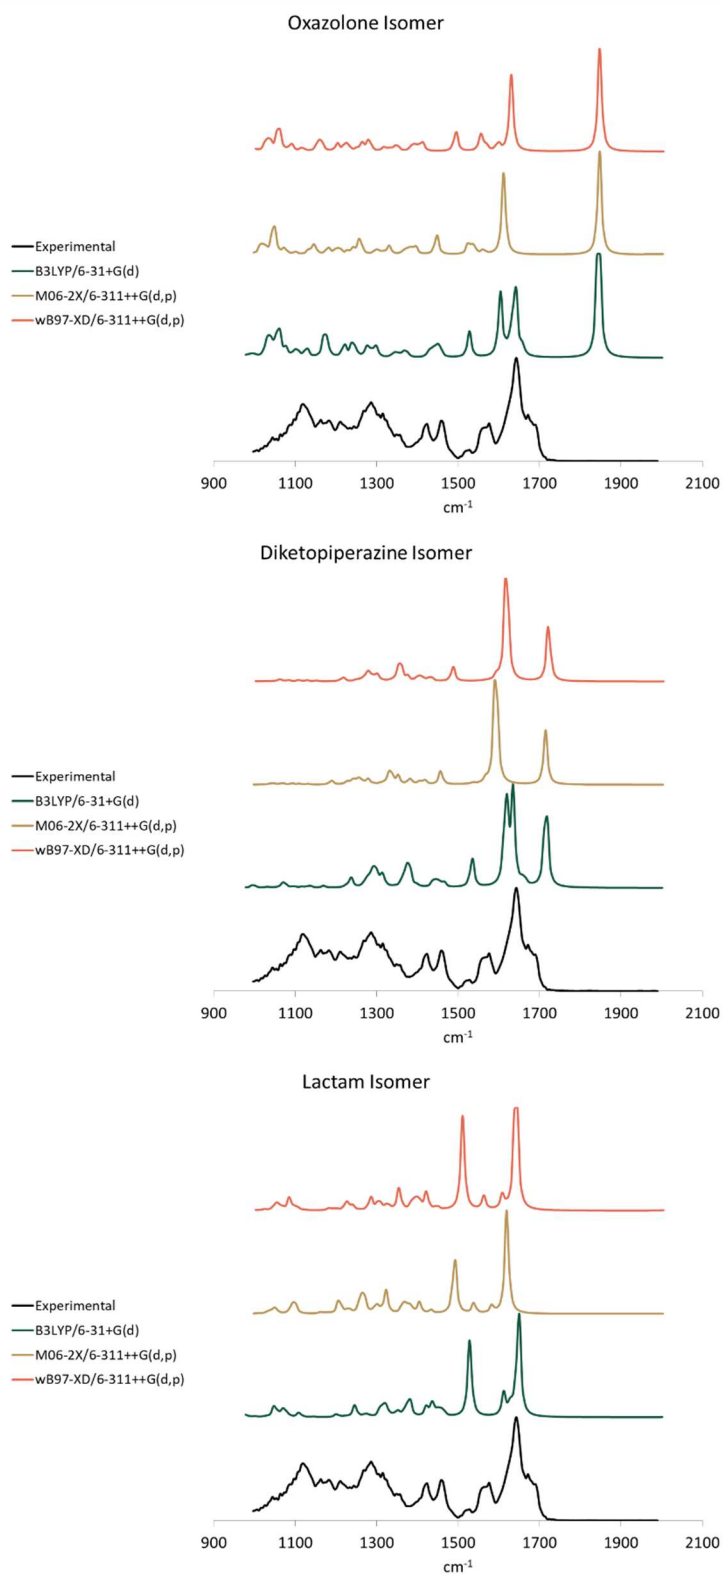 Oxazolone Isomer
Experimental
B3LYP/6-31+G(d)
M06-2X/6-311++G(d,p)
wB97-XD/6-311++G(d,p)
900 1100 1300 1500 1700 1900 2100
cm-1
Diketopiperazine Isomer
Experimental
B3LYP/6-31+G(d)
M06-2X/6-311++G(d,p)
wB97-XD/6-311++G(d,p)
900 1100 1300 1500 1700 1900 2100
cm-1
Lactam Isomer
Experimental
B3LYP/6-31+G(d)
M06-2X/6-311++G(d,p)
wB97-XD/6-311++G(d,p)
900 1100 1300 1500 1700 1900 2100
cm-1